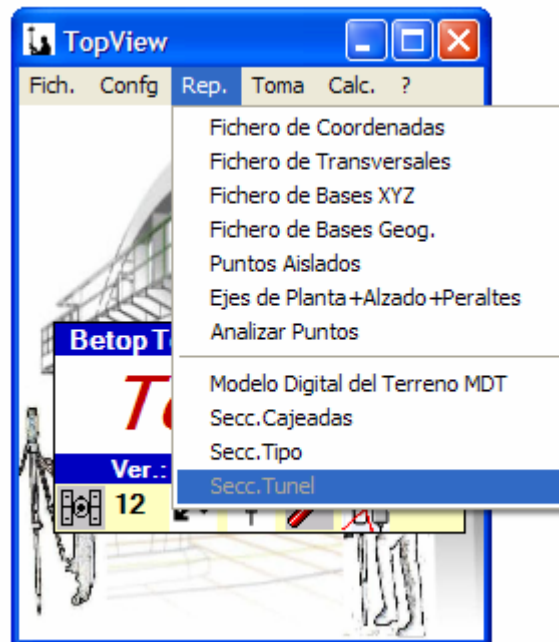 TopView
Fich. Confg Rep. Toma Calc. ?
Fichero de Coordenadas
Fichero de Transversales
Fichero de Bases XYZ
Fichero de Bases Geog.
Puntos Aislados
Ejes de Planta+Alzado+Peraltes
Analizar Puntos
Modelo Digital del Terreno MDT
Secc.Cajeadas
Secc.Tipo
Secc.Tunel
Betop
Ver.:
12